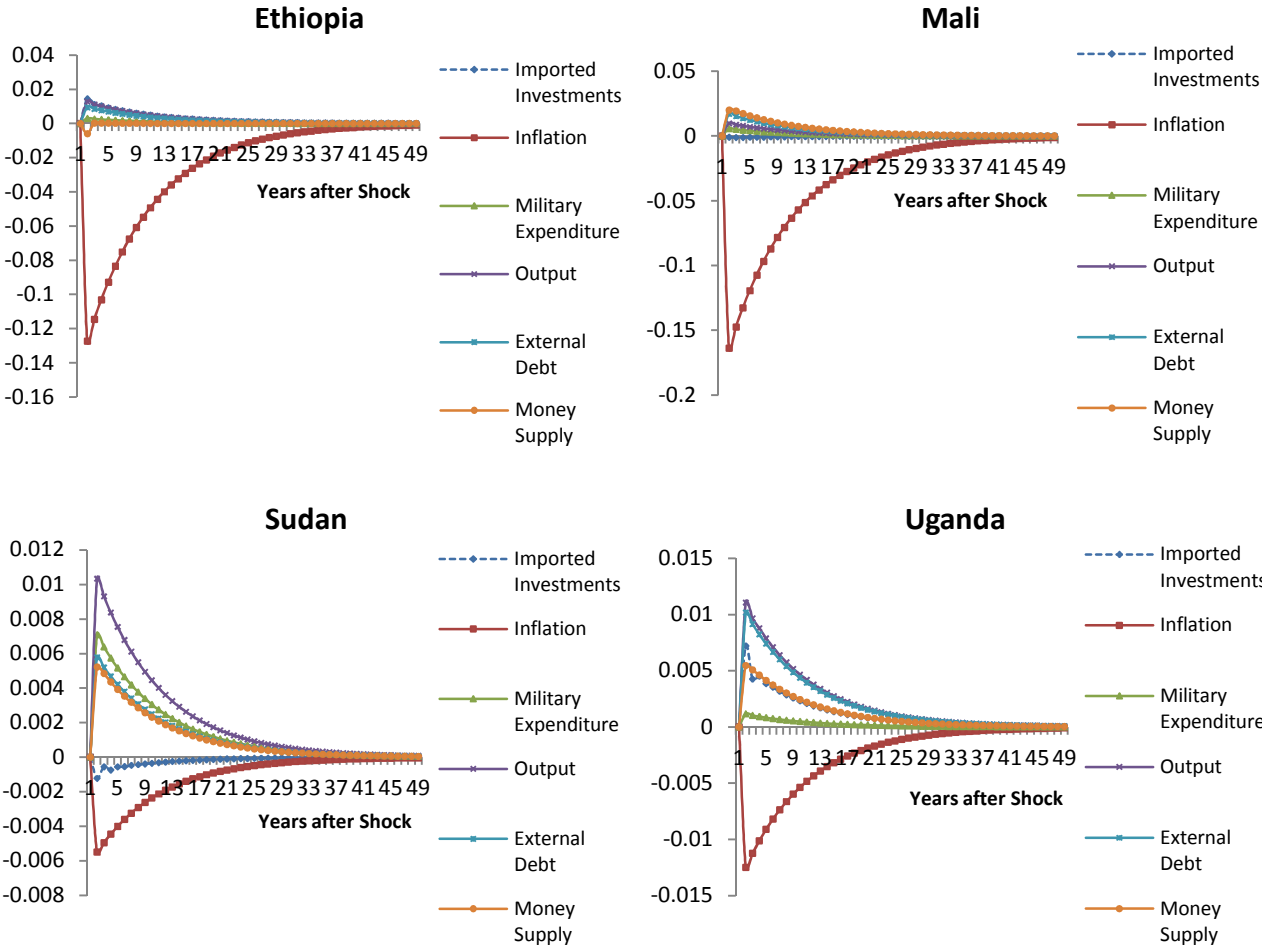 Ethiopia
0.04
0.02
0
-0.02
-0.04
-0.06
-0.08
-0.1
-0.12
-0.14
-0.16
1 5 9 13 17 21 25 29 33 37 41 45 49
Years after Shock
Imported
Investments
Inflation
Military
Expenditure
Output
External
Debt
Money
Supply
Mali
0.05
0
-0.05
-0.1
-0.15
-0.2
1 5 9 13 17 21 25 29 33 37 41 45 49
Years after Shock
Imported
Investments
Inflation
Military
Expenditure
Output
External
Debt
Money
Supply
Sudan
0.012
0.01
0.008
0.006
0.004
0.002
0
-0.002
-0.004
-0.006
-0.008
1 5 9 13 17 21 25 29 33 37 41 45 49
Years after Shock
Imported
Investments
Inflation
Military
Expenditure
Output
External
Debt
Money
Supply
Uganda
0.015
0.01
0.005
0
-0.005
-0.01
-0.015
1 5 9 13 17 21 25 29 33 37 41 45 49
Years after Shock
Imported
Investments
Inflation
Military
Expenditure
Output
External
Debt
Money
Supply